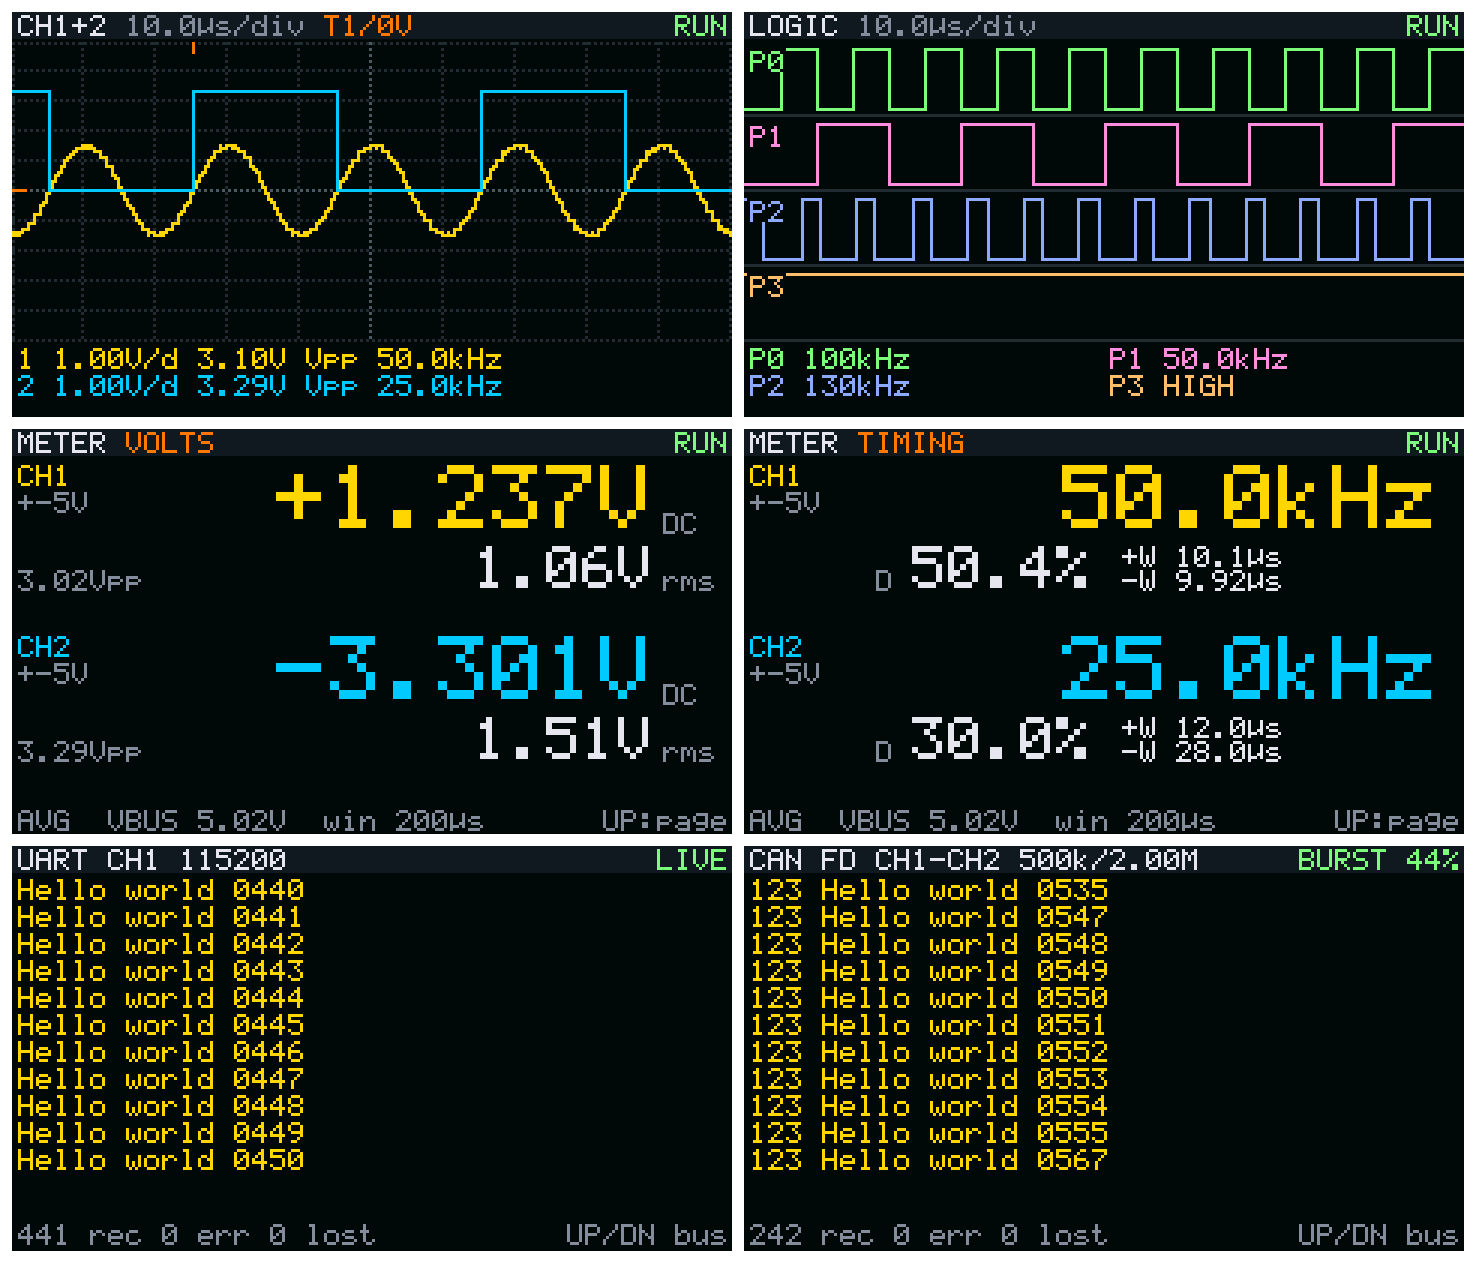 CH1+2 10.0µs/div T1/0V RUN
1 1.00V/d 3.10V Vpp 50.0kHz
2 1.00V/d 3.29V Vpp 25.0kHz
LOGIC 10.0µs/div RUN
P0
P1
P2
P3
P0 100kHz P1 50.0kHz
P2 130kHz P3 HIGH
METER VOLTS RUN
CH1
+-5V
+1.237V DC
3.02Vpp 1.06V rms
CH2
+-5V
-3.301V DC
3.29Vpp 1.51V rms
AVG VBUS 5.02V win 200µs UP:page
METER TIMING RUN
CH1
+-5V
50.0kHz
D 50.4% +W 10.1µs
-W 9.92µs
CH2
+-5V
25.0kHz
D 30.0% +W 12.0µs
-W 28.0µs
AVG VBUS 5.02V win 200µs UP:page
UART CH1 115200 LIVE
Hello world 0440
Hello world 0441
Hello world 0442
Hello world 0443
Hello world 0444
Hello world 0445
Hello world 0446
Hello world 0447
Hello world 0448
Hello world 0449
Hello world 0450
441 rec 0 err 0 lost UP/DN bus
CAN FD CH1-CH2 500k/2.00M BURST 44%
123 Hello world 0535
123 Hello world 0547
123 Hello world 0548
123 Hello world 0549
123 Hello world 0550
123 Hello world 0551
123 Hello world 0552
123 Hello world 0553
123 Hello world 0554
123 Hello world 0555
123 Hello world 0567
242 rec 0 err 0 lost UP/DN bus